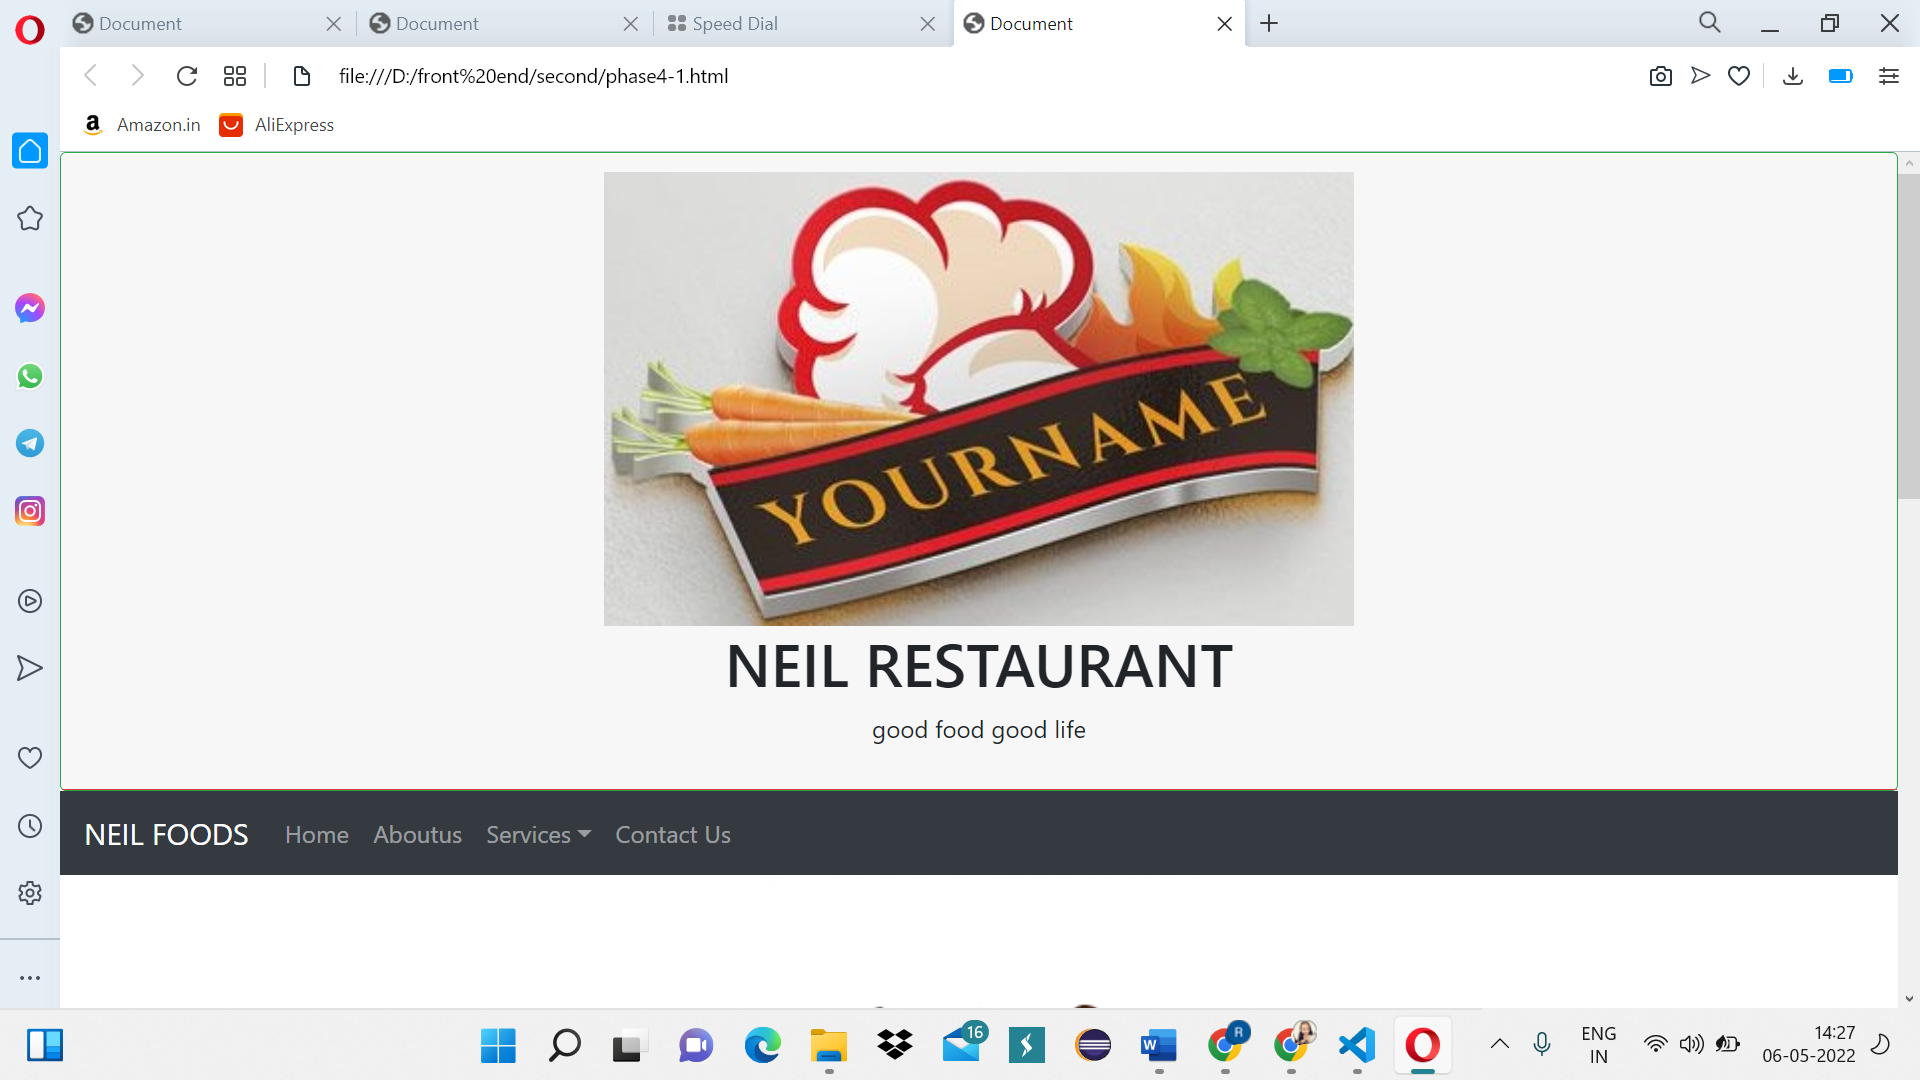 Document
Document
Speed Dial
Document
file:///D:/front%20end/second/phase4-1.html
Amazon.in
AliExpress
YOURNAME
NEIL RESTAURANT
good food good life
NEIL FOODS
Home
Aboutus
Services
Contact Us
16
R
ENG
IN
14:27
06-05-2022